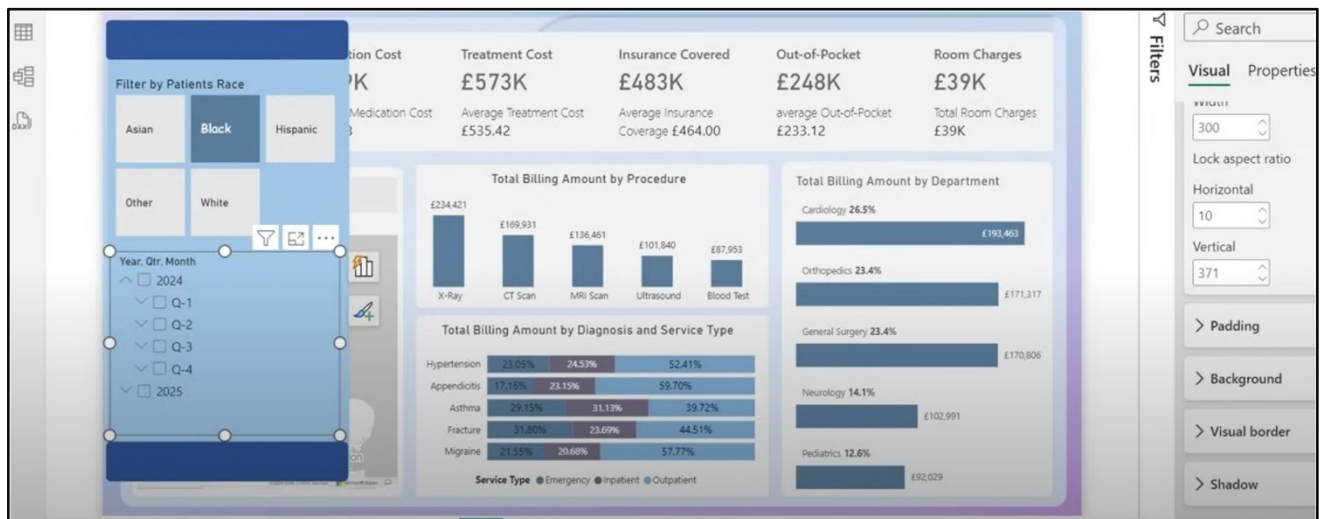 Filter by Patients Race
Asian
Black
Hispanic
Other
White
Year, Qtr, Month
2024
Q-1
Q-2
Q-3
Q-4
2025
tion Cost
Medication Cost
Treatment Cost
£573K
Average Treatment Cost
£535.42
Insurance Covered
£483K
Average Insurance
Coverage £464.00
Out-of-Pocket
£248K
average Out-of-Pocket
£233.12
Room Charges
£39K
Total Room Charges
£39K
Total Billing Amount by Procedure
£234,421
£169,931
£136,461
£101,840
£87,953
X-Ray
CT Scan
MRI Scan
Ultrasound
Blood Test
Total Billing Amount by Diagnosis and Service Type
Hypertension 23.05% 24.53% 52.41%
Appendicitis 17.16% 23.15% 59.70%
Asthma 29.15% 31.13% 39.72%
Fracture 31.80% 23.69% 44.51%
Migraine 21.55% 20.68% 57.77%
Service Type Emergency Inpatient Outpatient
Total Billing Amount by Department
Cardiology 26.5%
£193,463
Orthopedics 23.4%
£171,317
General Surgery 23.4%
£170,806
Neurology 14.1%
£102,991
Pediatrics 12.6%
£92,029
Filters
Search
Visual Properties
Width
300
Lock aspect ratio
Horizontal
10
Vertical
371
Padding
Background
Visual border
Shadow
DAX